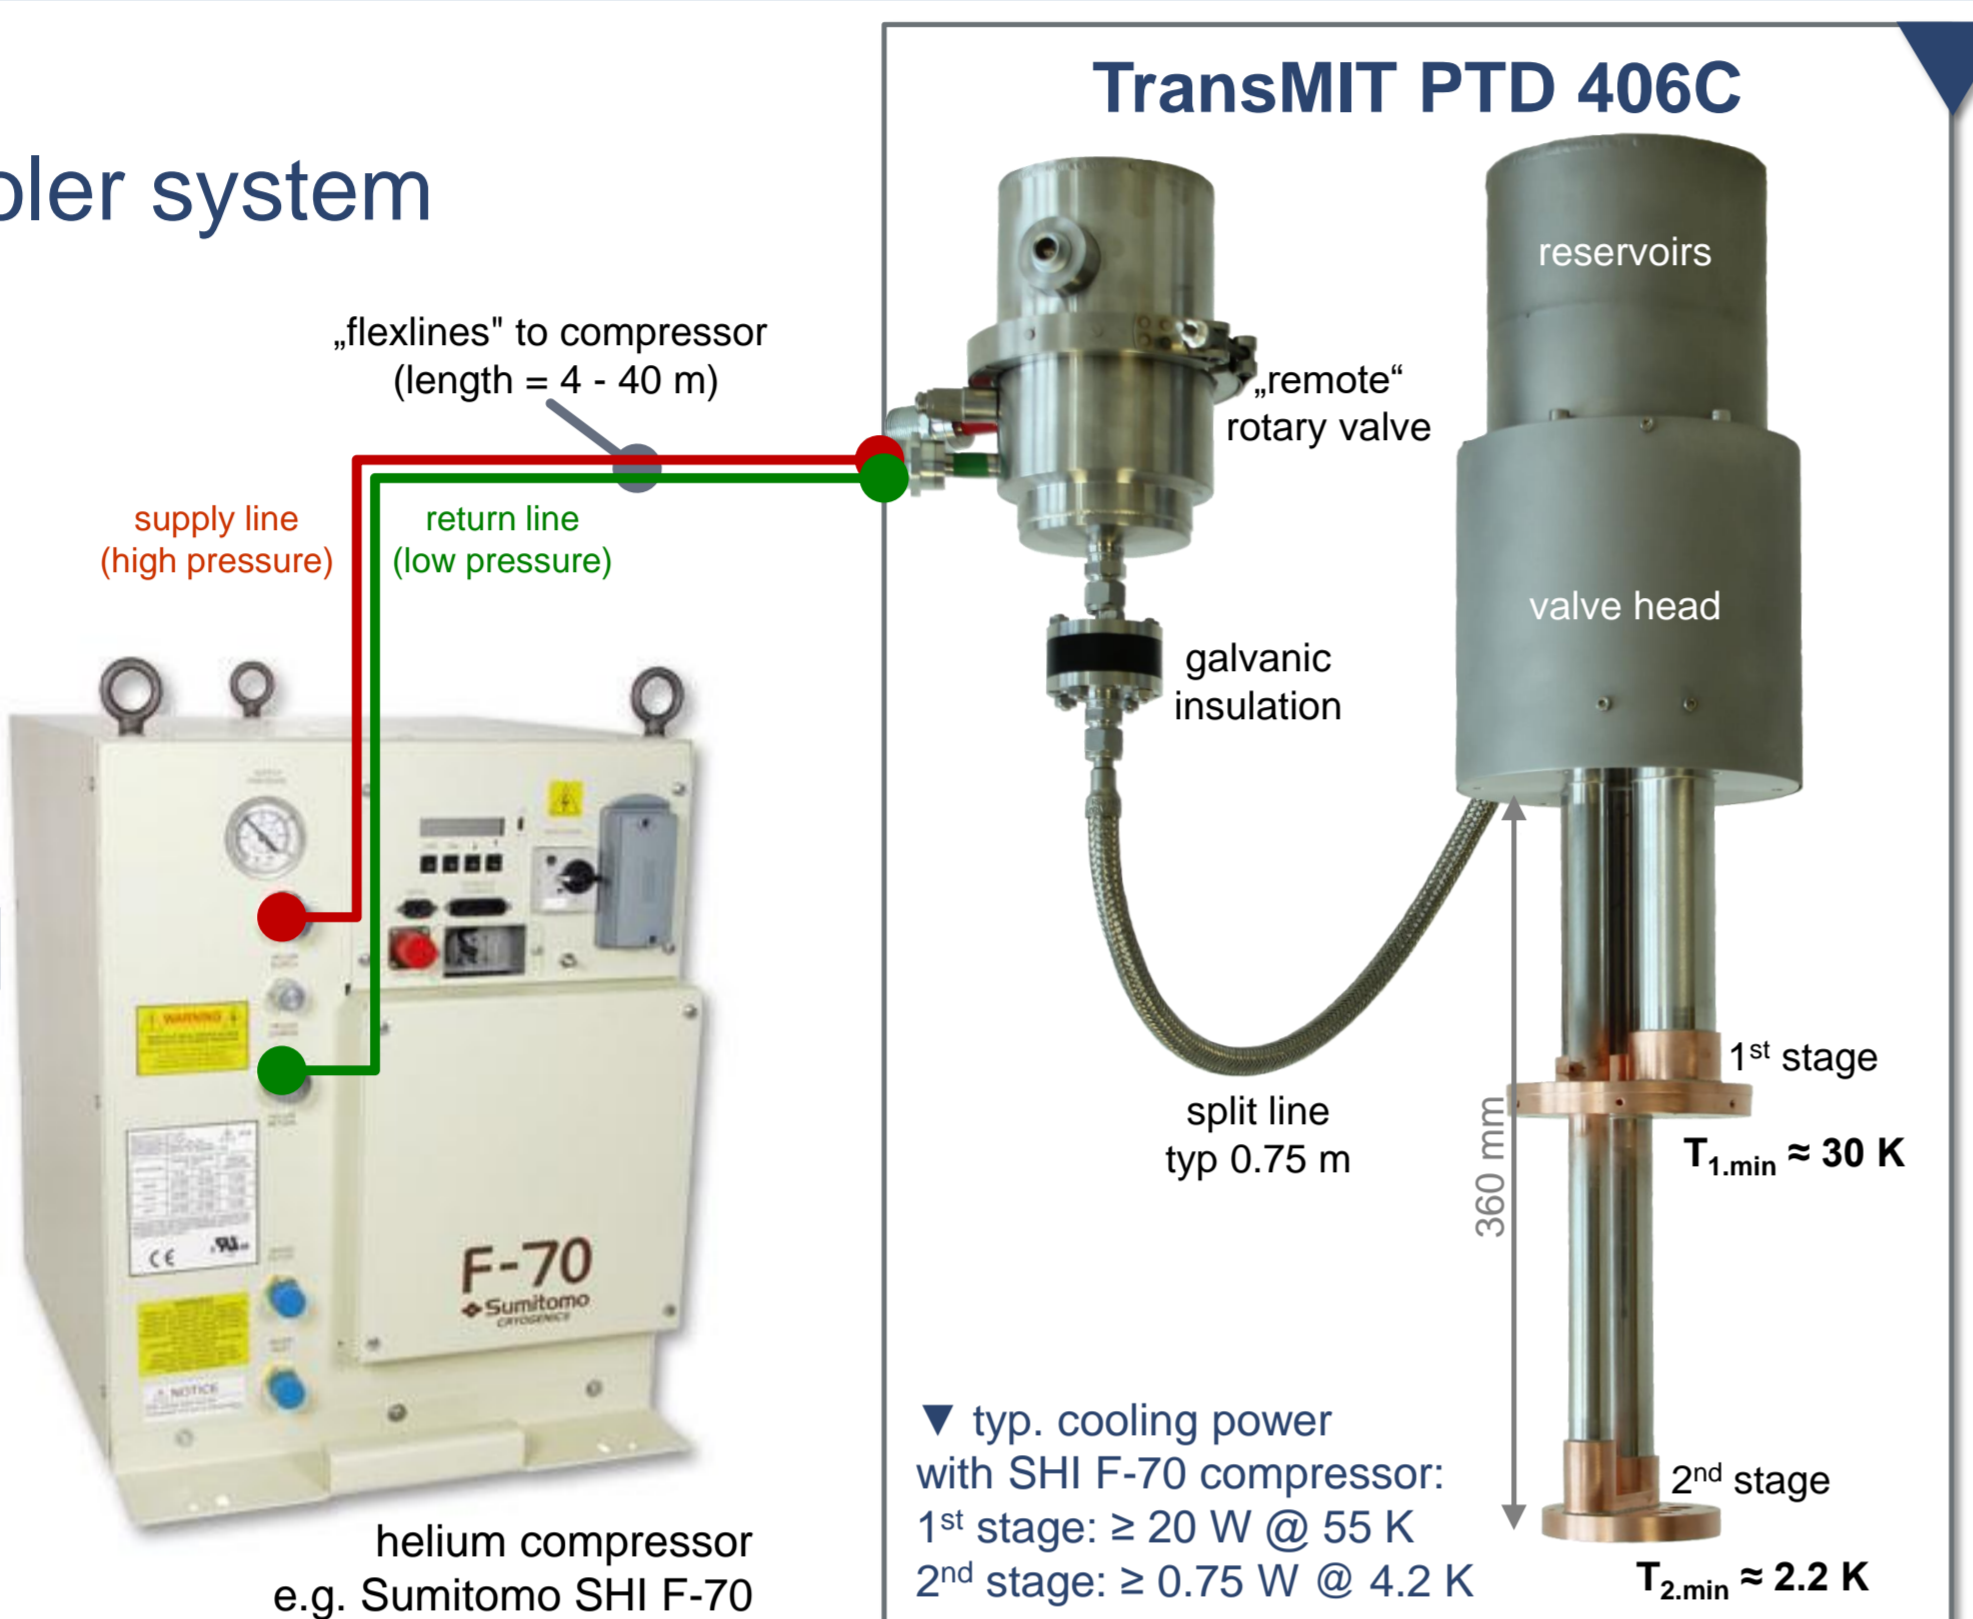 TransMIT PTD 406C
oler system
reservoirs
„flexlines" to compressor
(length = 4 - 40 m)
„remote“
rotary valve
supply line
(high pressure)
return line
(low pressure)
valve head
galvanic
insulation
1st stage
split line
typ 0.75 m
360 mm
T1.min ≈ 30 K
WARNING
CE
F-70
Sumitomo
CRYOGENICS
NOTICE
▼ typ. cooling power
with SHI F-70 compressor:
1st stage: ≥ 20 W @ 55 K
2nd stage: ≥ 0.75 W @ 4.2 K
2nd stage
T2.min ≈ 2.2 K
helium compressor
e.g. Sumitomo SHI F-70